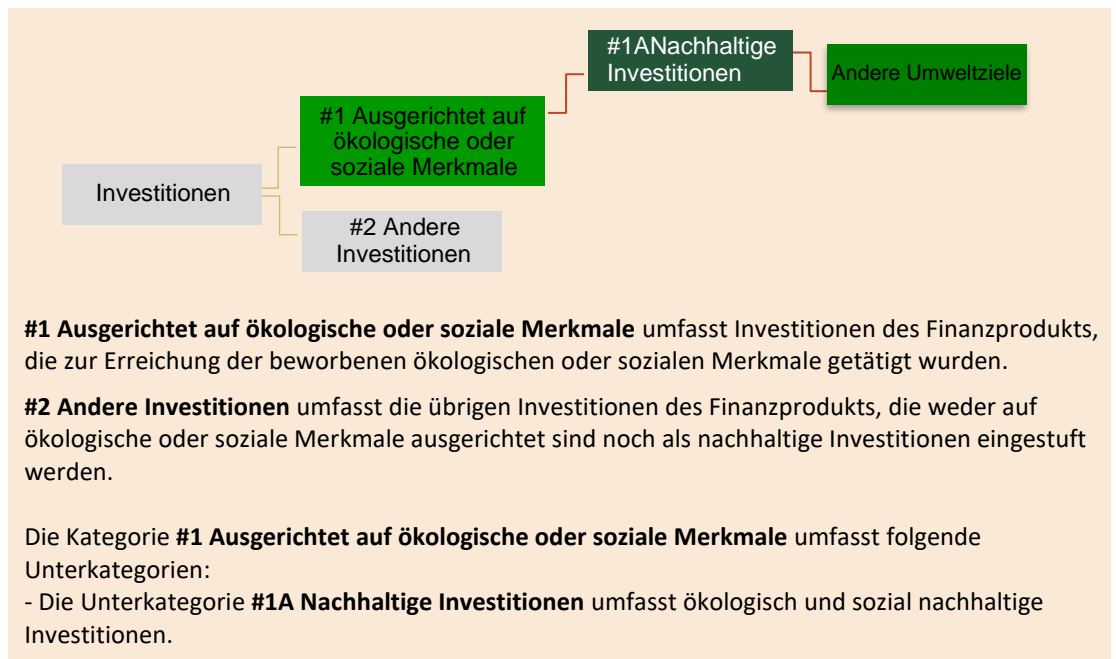 #1ANachhaltige
Investitionen
Andere Umweltziele
#1 Ausgerichtet auf
ökologische oder
soziale Merkmale
Investitionen
#2 Andere
Investitionen
#1 Ausgerichtet auf ökologische oder soziale Merkmale umfasst Investitionen des Finanzprodukts,
die zur Erreichung der beworbenen ökologischen oder sozialen Merkmale getätigt wurden.
#2 Andere Investitionen umfasst die übrigen Investitionen des Finanzprodukts, die weder auf
ökologische oder soziale Merkmale ausgerichtet sind noch als nachhaltige Investitionen eingestuft
werden.
Die Kategorie #1 Ausgerichtet auf ökologische oder soziale Merkmale umfasst folgende
Unterkategorien:
- Die Unterkategorie #1A Nachhaltige Investitionen umfasst ökologisch und sozial nachhaltige
Investitionen.